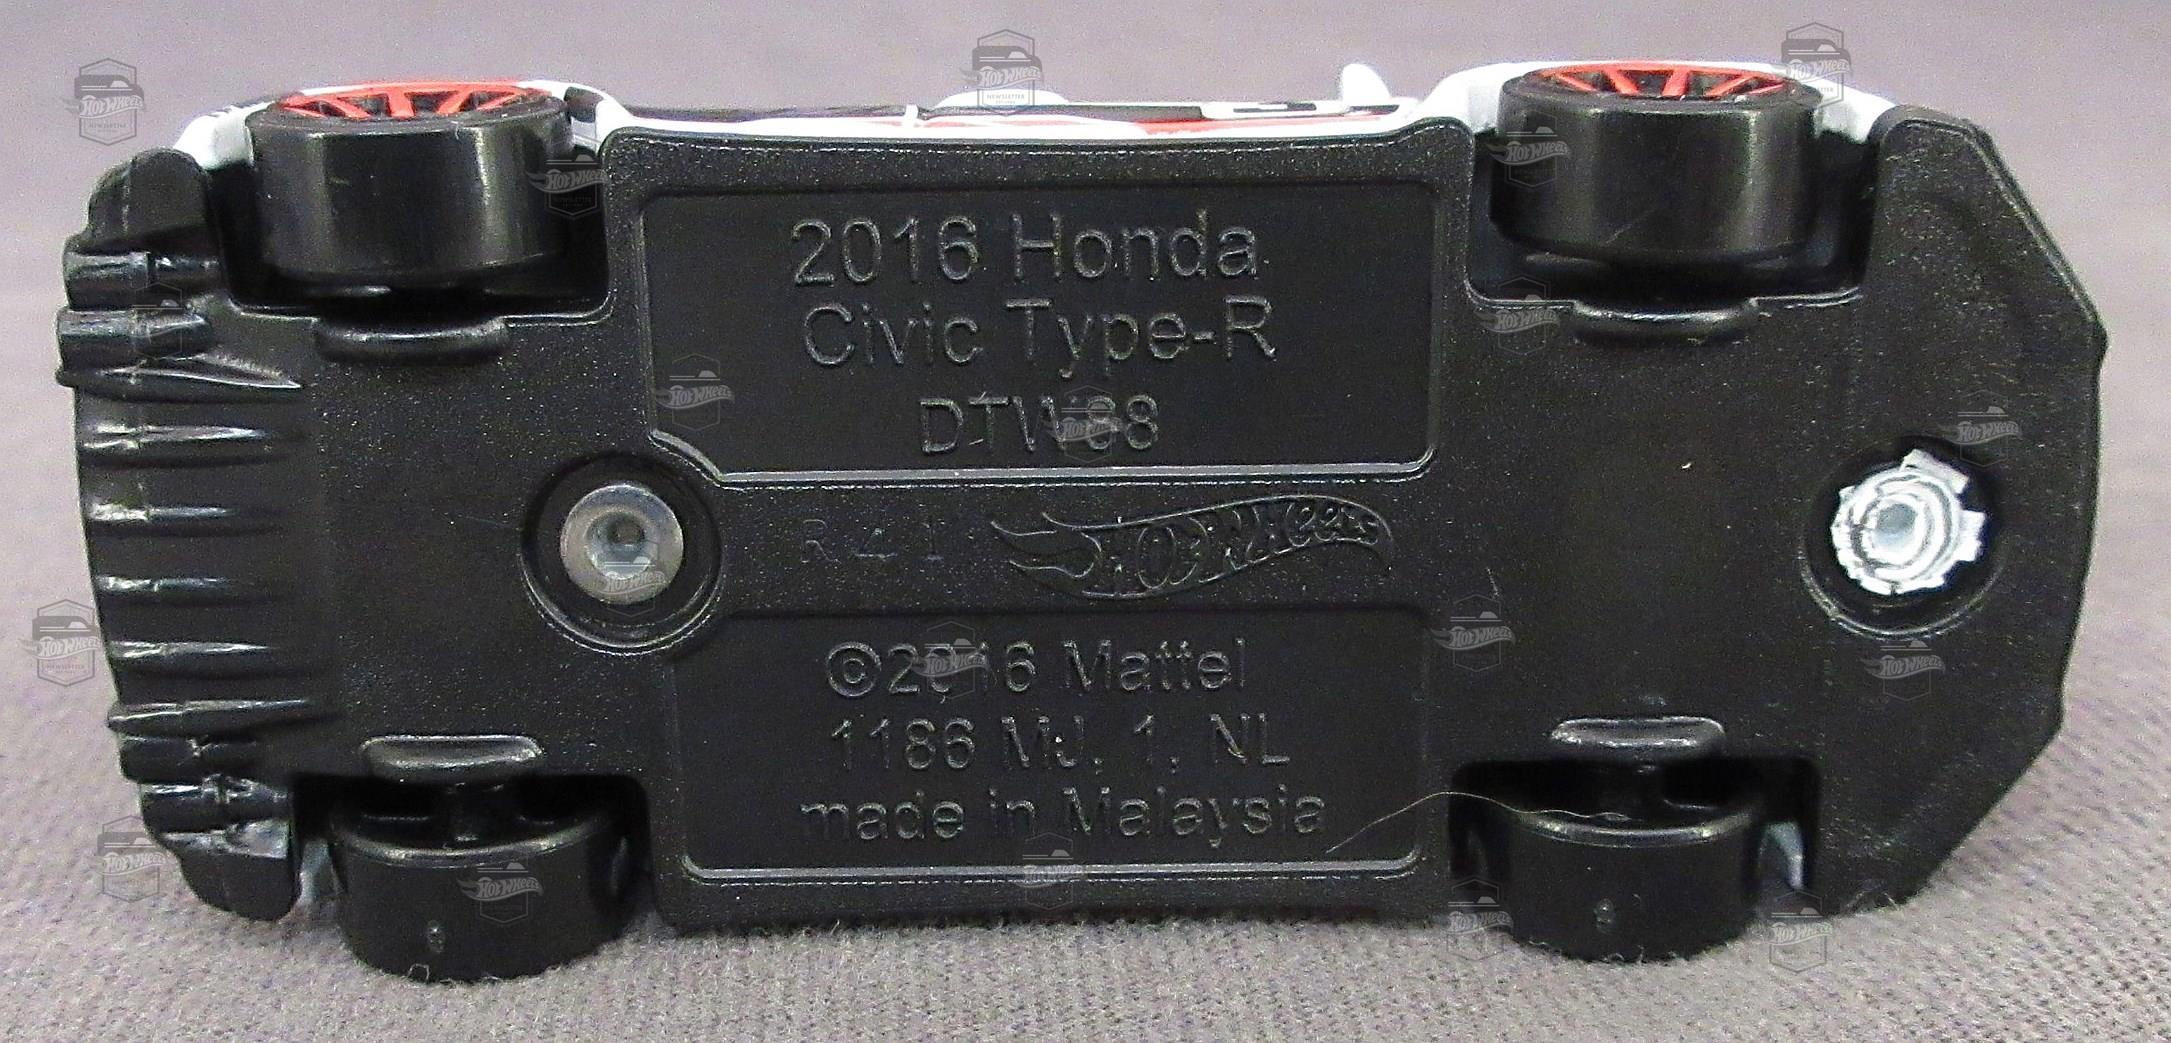 2016 Honda
Civic Type-R
DTW88
R41
Hot Wheels
©2016 Mattel
1186 MJ, 1, NL
made in Malaysia